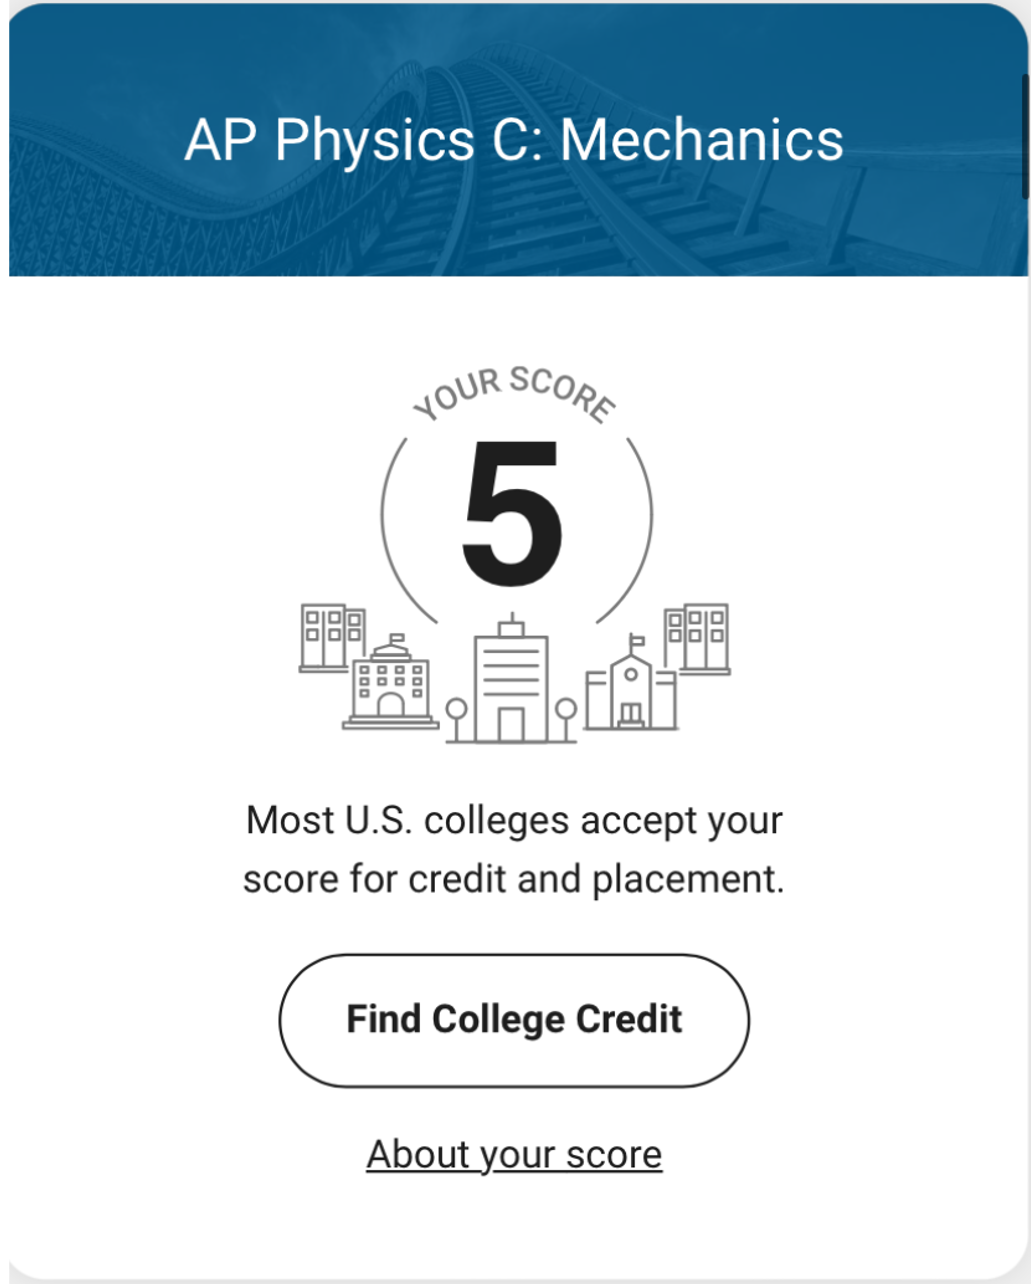 AP Physics C: Mechanics
YOUR SCORE
5
Most U.S. colleges accept your
score for credit and placement.
Find College Credit
About your score